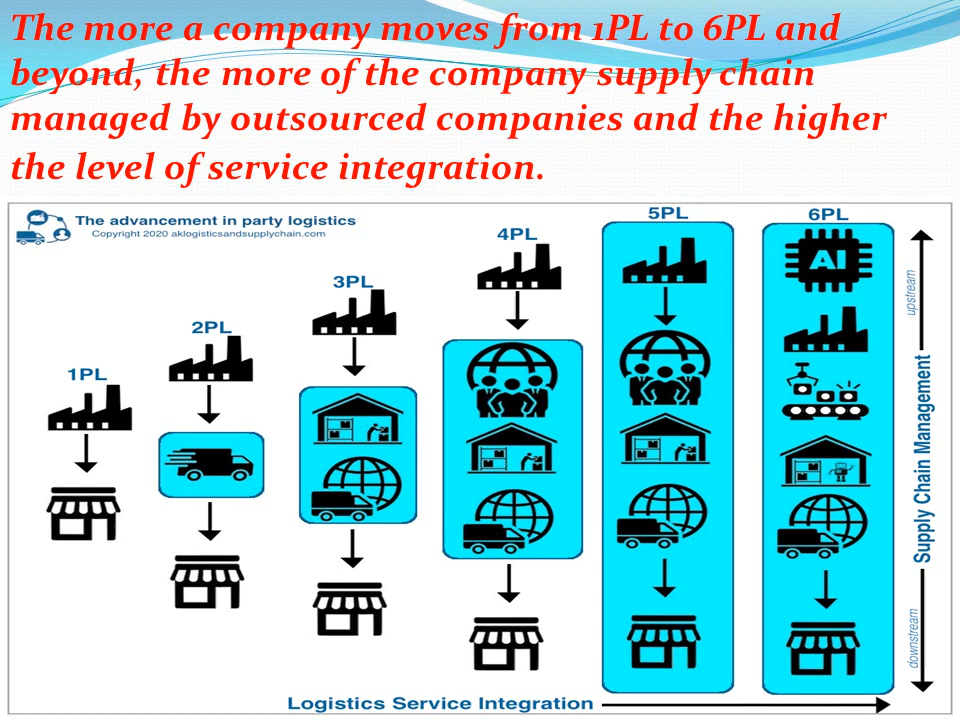 The more a company moves from 1PL to 6PL and
beyond, the more of the company supply chain
managed by outsourced companies and the higher
the level of service integration.
The advancement in party logistics
Copyright 2020 aklogisticsandsupplychain.com
1PL
2PL
3PL
4PL
5PL
6PL
AI
upstream
Supply Chain Management
downstream
Logistics Service Integration